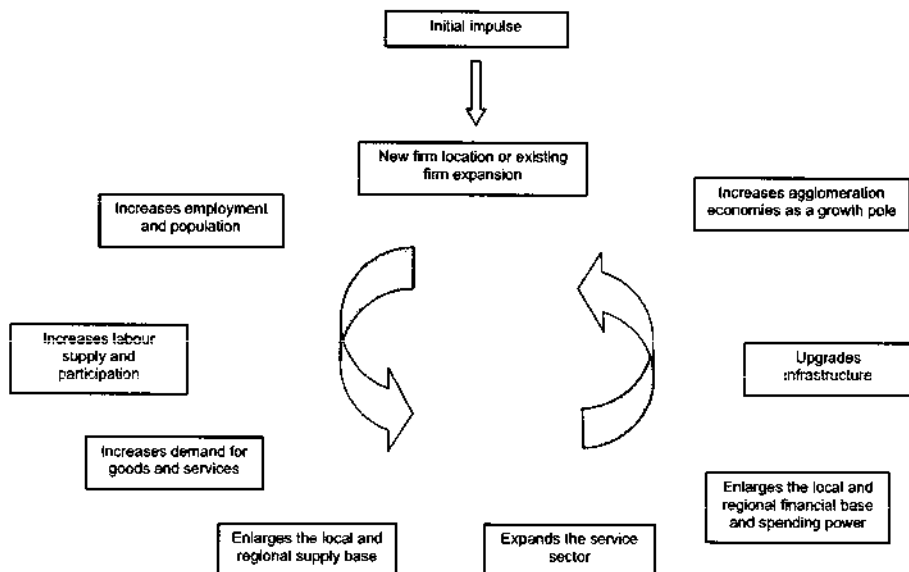 Initial impulse
New firm location or existing
firm expansion
Increases employment
and population
Increases agglomeration
economies as a growth pole
Increases labour
supply and
participation
Upgrades
infrastructure
Increases demand for
goods and services
Enlarges the local and
regional financial base
and spending power
Enlarges the local and
regional supply base
Expands the service
sector